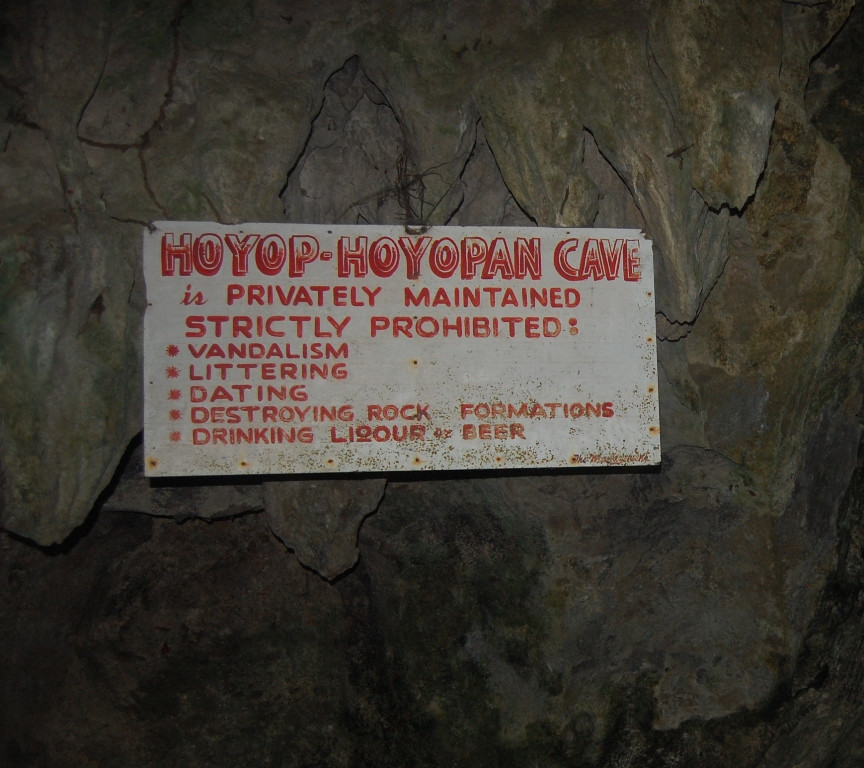 HOYOP-HOYOPAN CAVE
is PRIVATELY MAINTAINED
STRICTLY PROHIBITED:
* VANDALISM
* LITTERING
* DATING
* DESTROYING ROCK FORMATIONS
* DRINKING LIQOUR or BEER